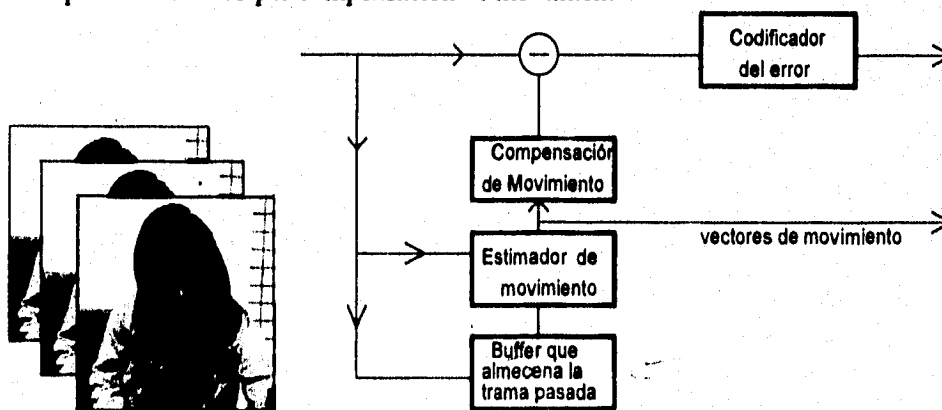 Codificador
del error
Compensación
de Movimiento
vectores de movimiento
Estimador de
movimiento
Buffer que
almecena la
trama pasada